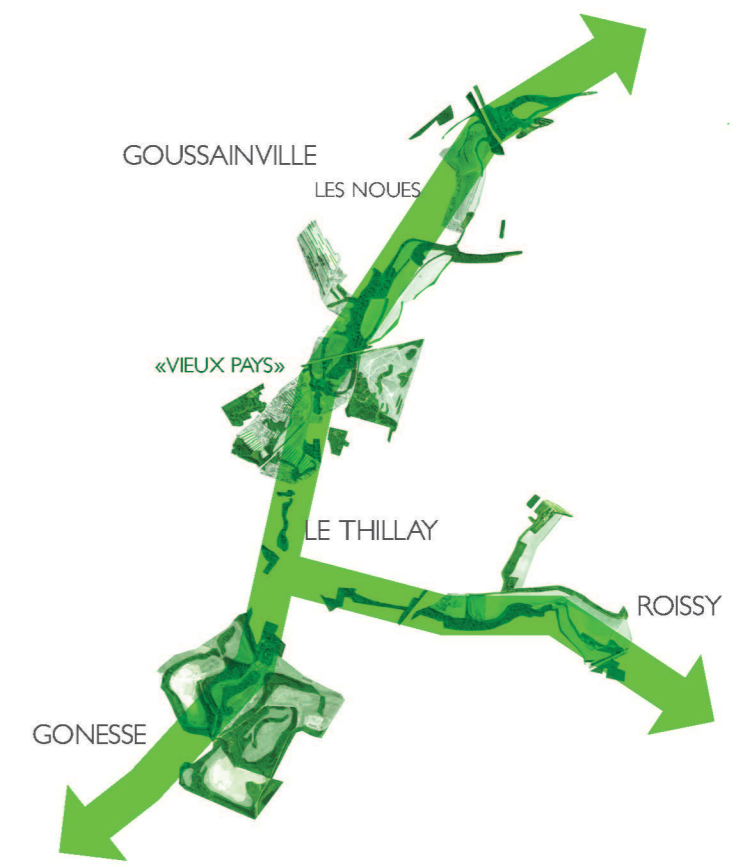 GOUSSAINVILLE
LES NOUES
«VIEUX PAYS»
LE THILLAY
ROISSY
GONESSE